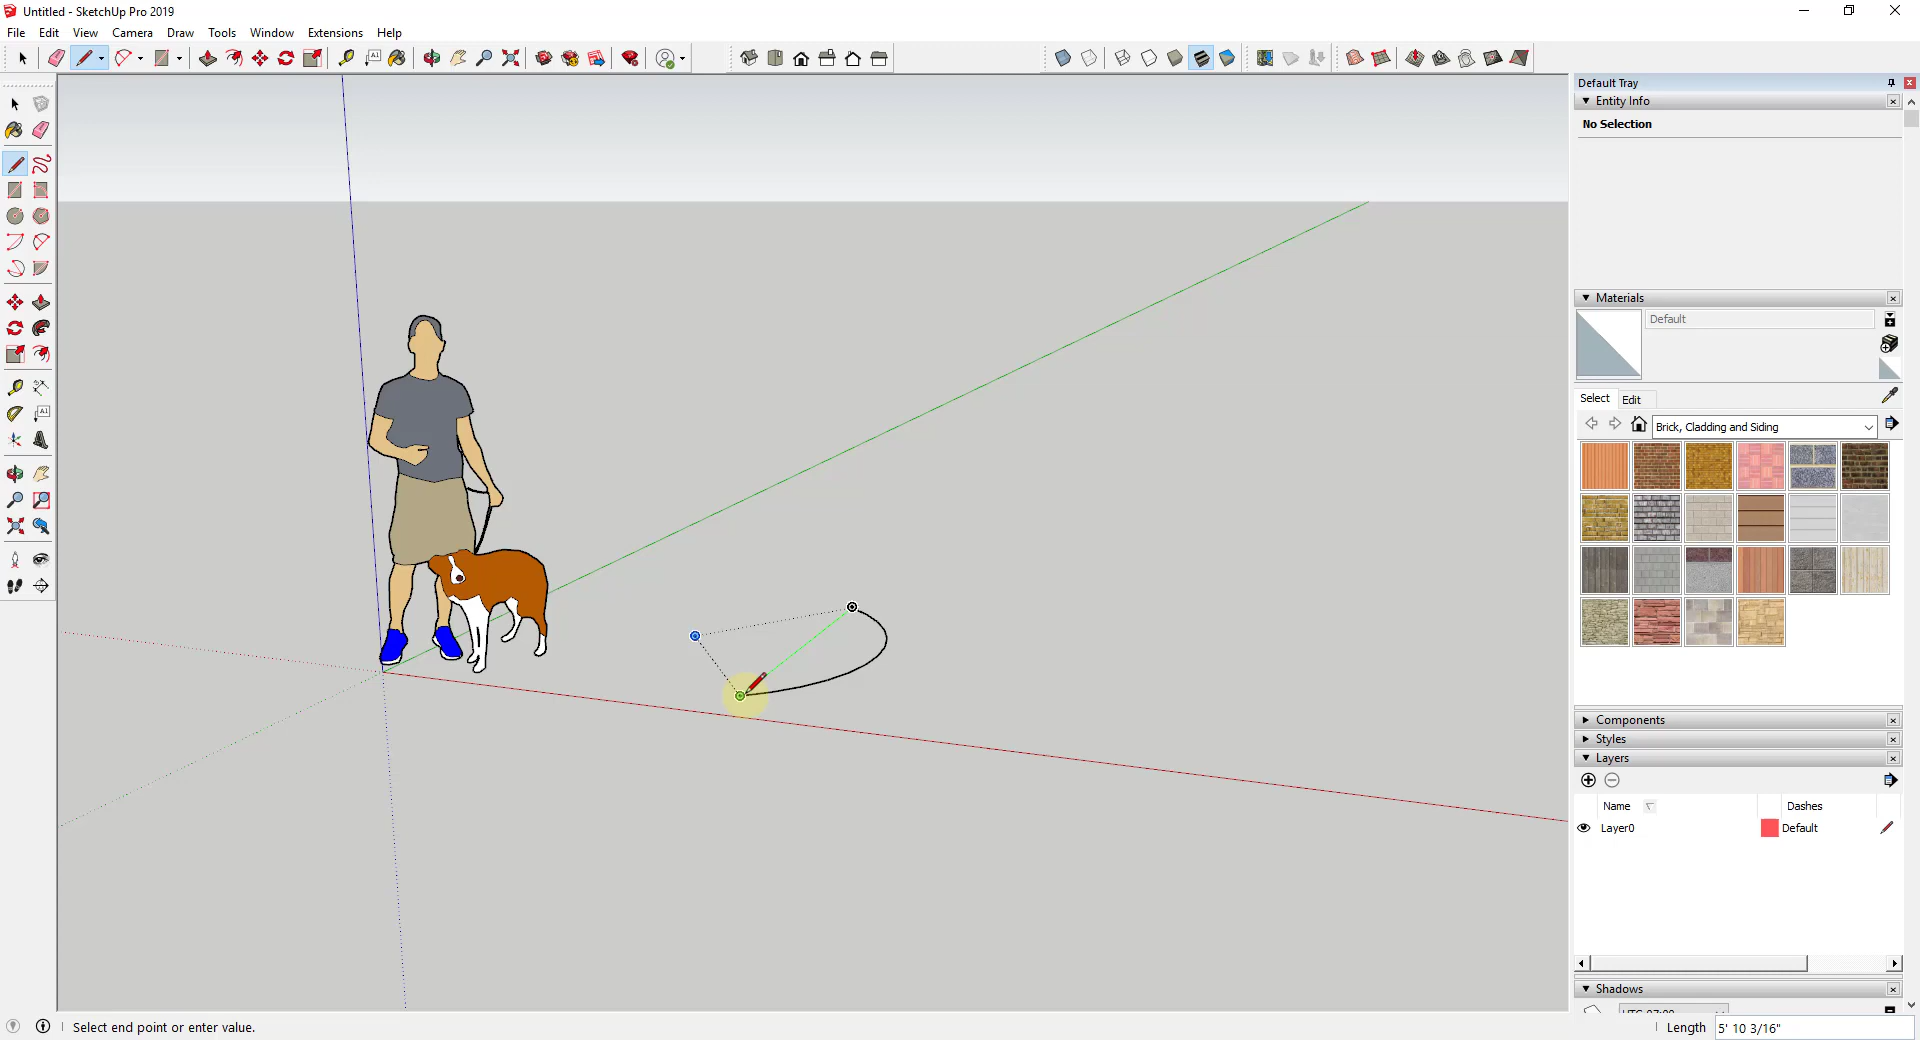 Untitled - SketchUp Pro 2019
File Edit View Camera Draw Tools Window Extensions Help
Default Tray
Entity Info
No Selection
Materials
Default
Select Edit
Brick, Cladding and Siding
Components
Styles
Layers
Name Dashes
Layer0 Default
Shadows
Select end point or enter value.
Length 5' 10 3/16"